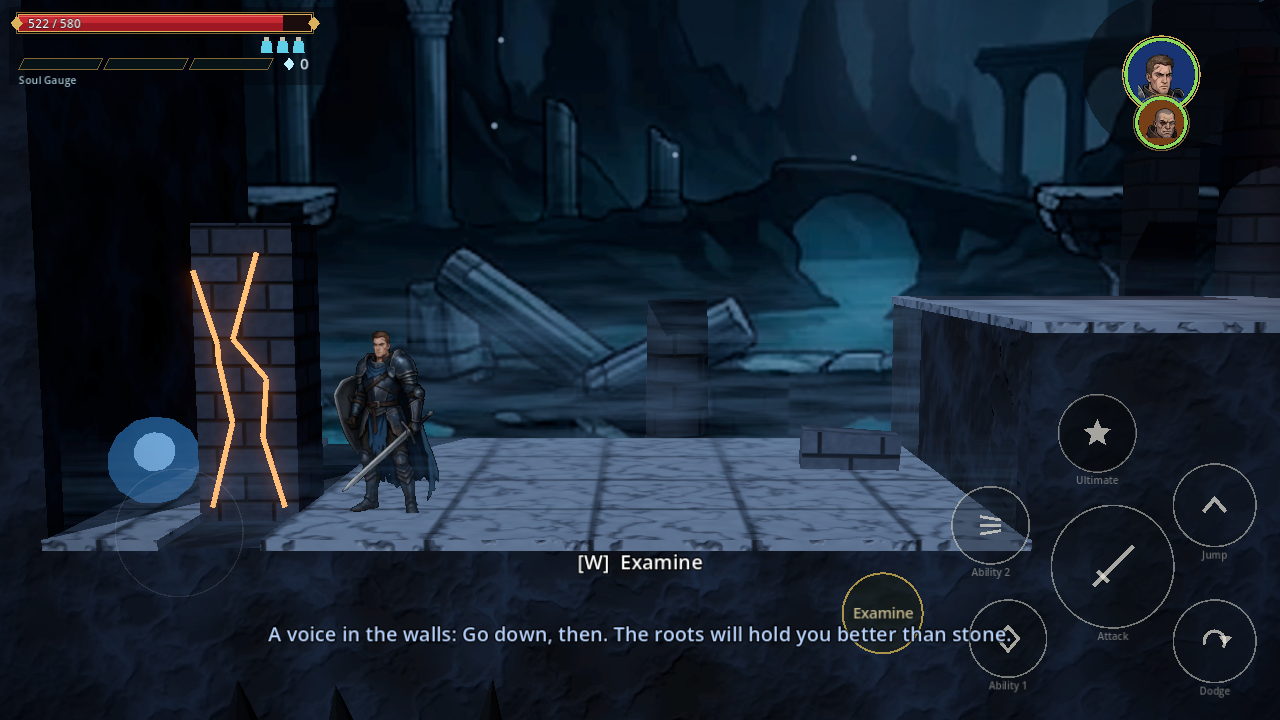 522 / 580
0
Soul Gauge
Ultimate
Jump
Ability 2
[W] Examine
Examine
A voice in the walls: Go down, then. The roots will hold you better than stone.
Attack
Ability 1
Dodge